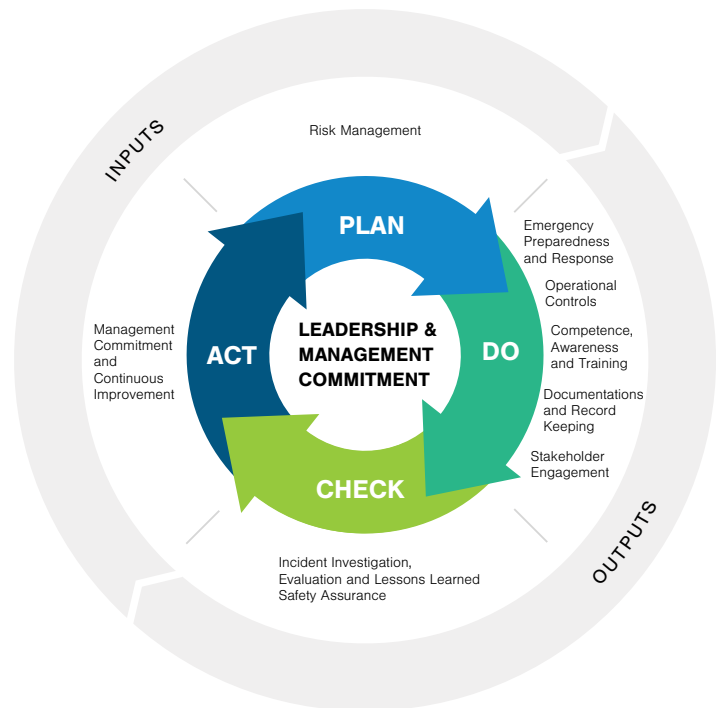 INPUTS
Risk Management
PLAN
Emergency
Preparedness
and Response
Operational
Controls
Competence,
Awareness
and Training
Documentations
and Record
Keeping
Stakeholder
Engagement
DO
LEADERSHIP &
MANAGEMENT
COMMITMENT
ACT
Management
Commitment
and
Continuous
Improvement
CHECK
Incident Investigation,
Evaluation and Lessons Learned
Safety Assurance
OUTPUTS